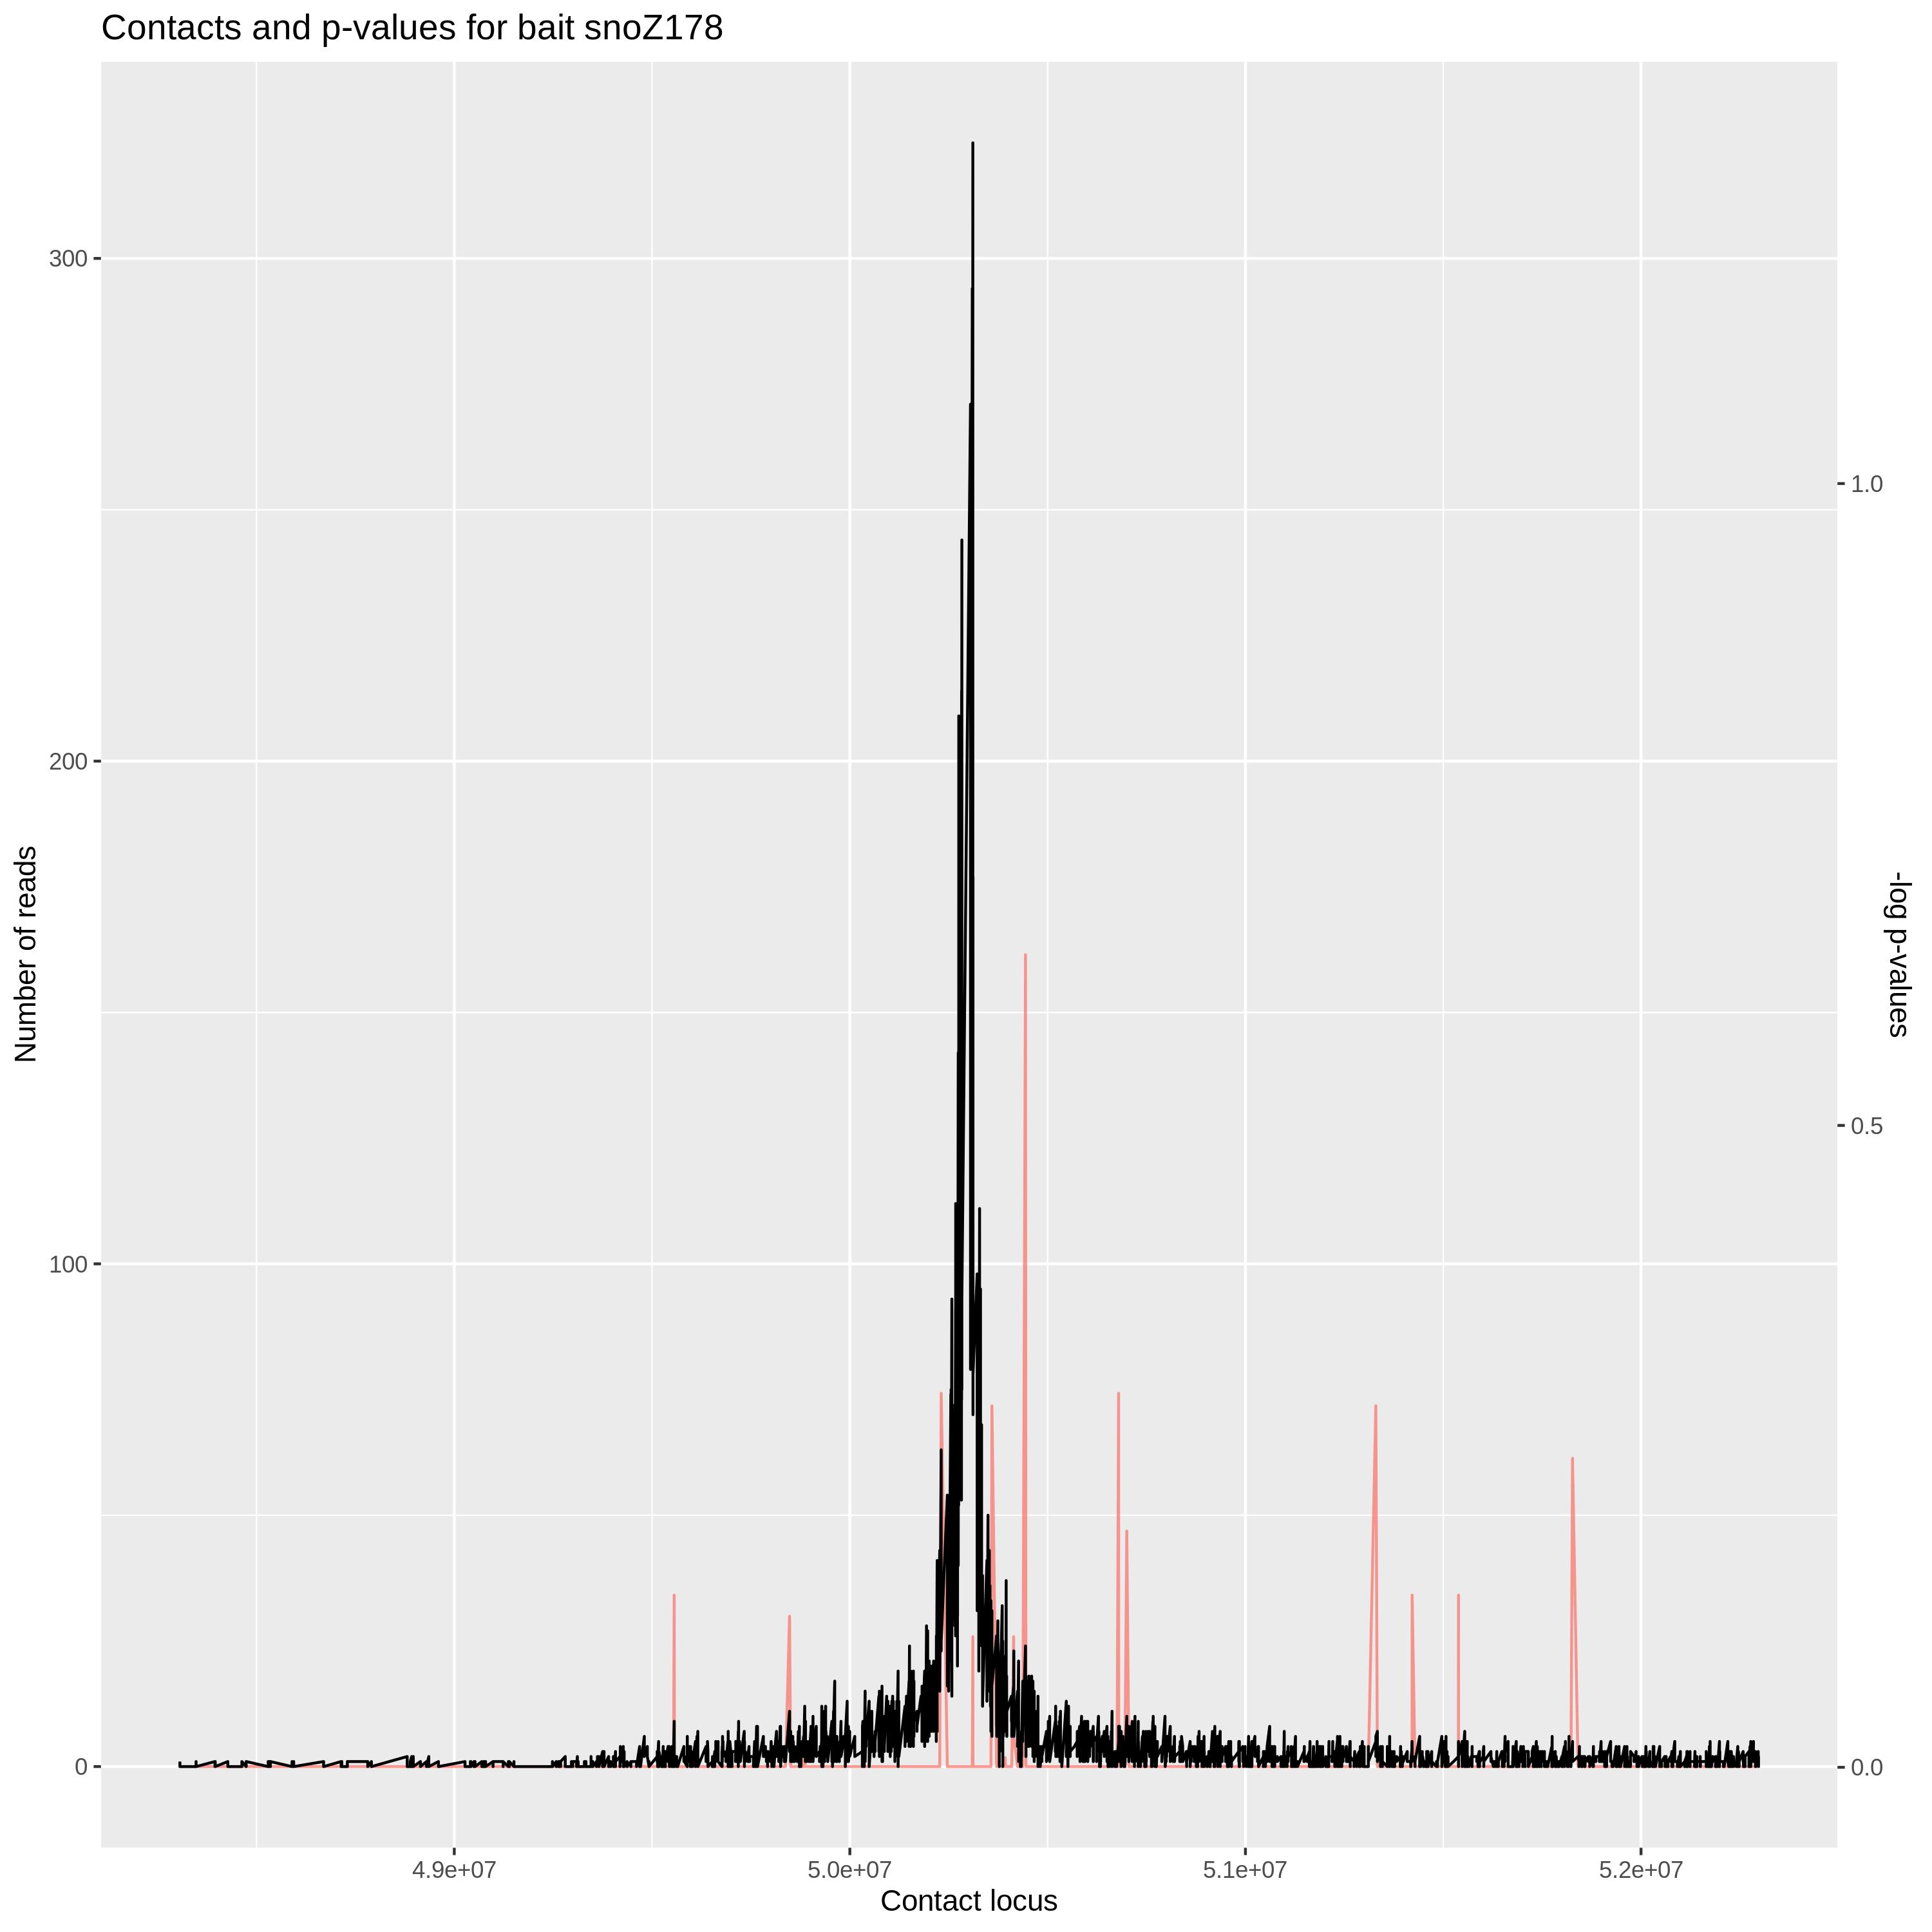 Contacts and p-values for bait snoZ178
300
200
100
0
Number of reads
1.0
0.5
0.0
-log p-values
4.9e+07
5.0e+07
5.1e+07
5.2e+07
Contact locus